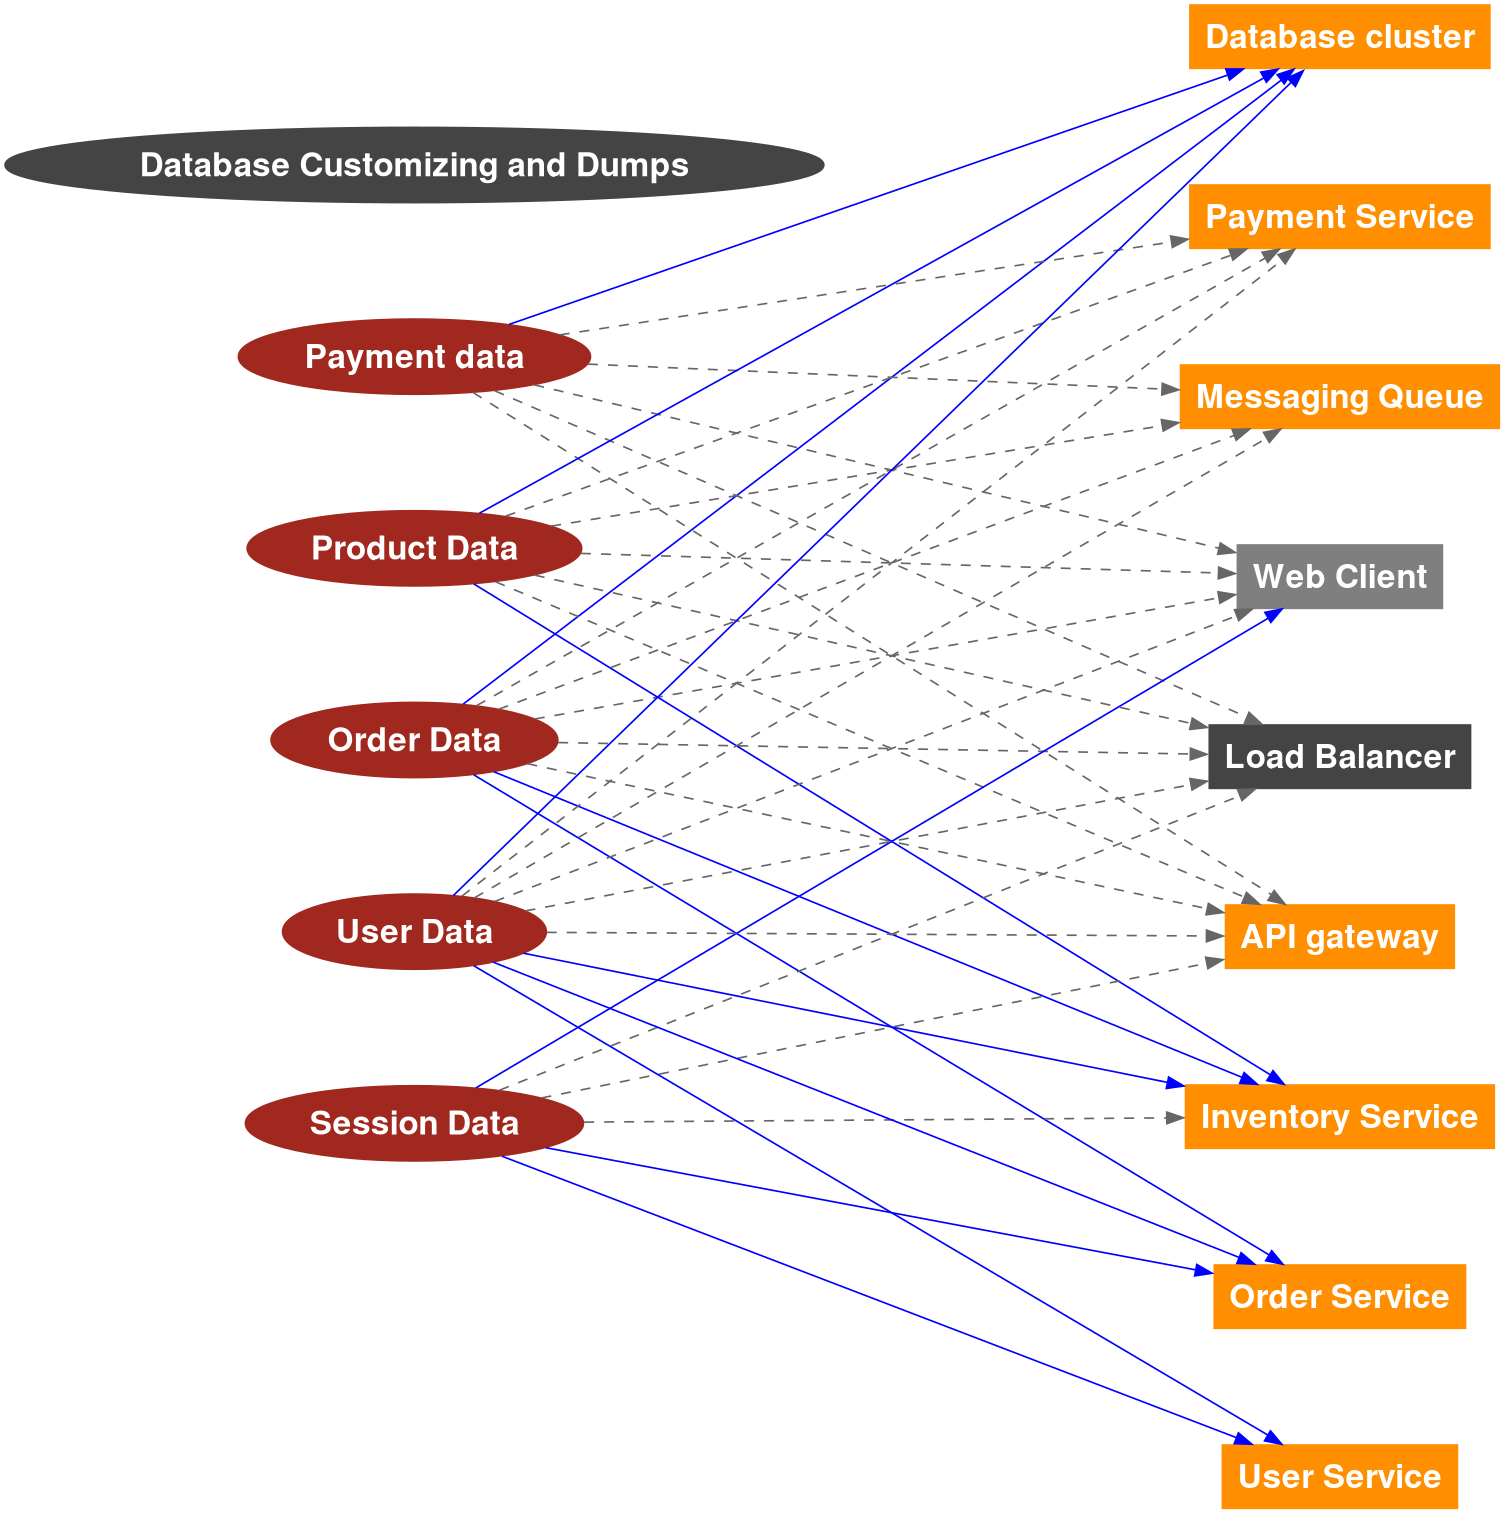 Database cluster
Database Customizing and Dumps
Payment Service
Payment data
Messaging Queue
Product Data
Web Client
Order Data
Load Balancer
User Data
API gateway
Session Data
Inventory Service
Order Service
User Service